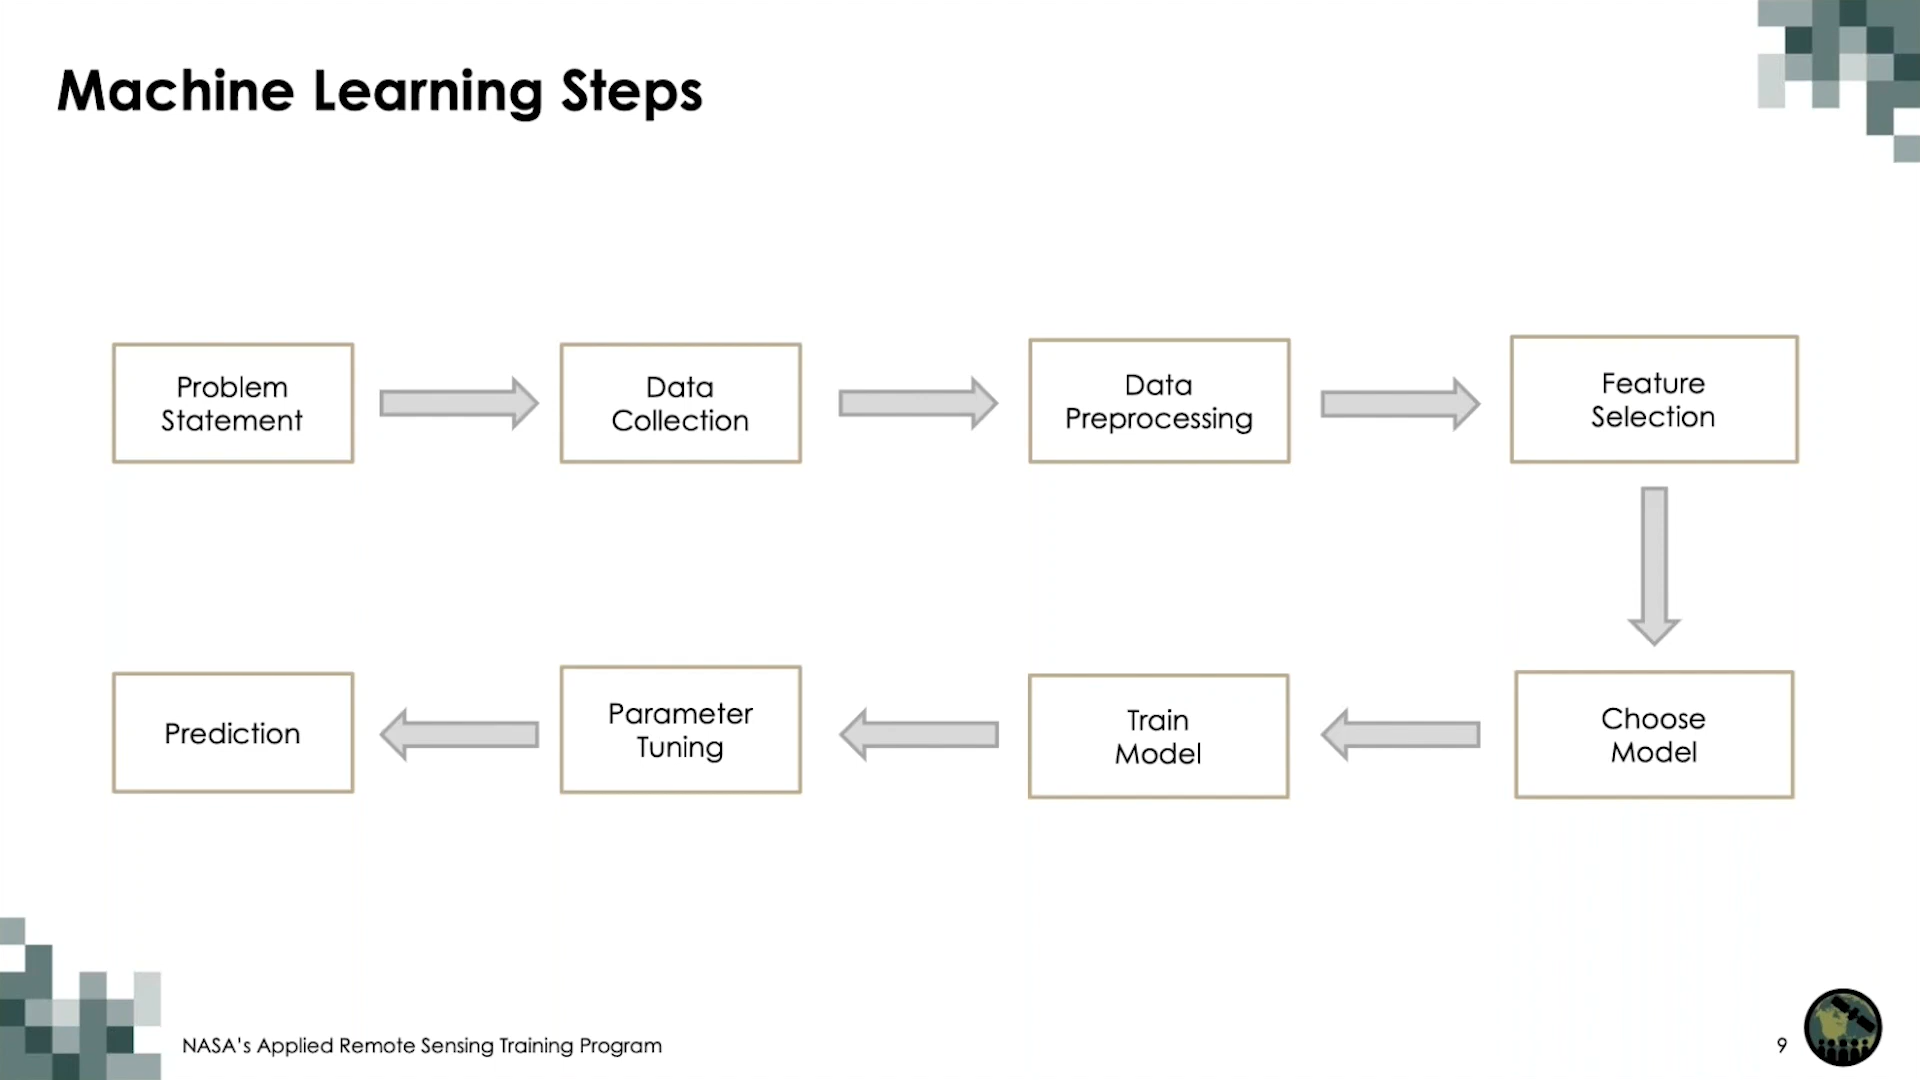 Machine Learning Steps
Problem
Statement
Data
Collection
Data
Preprocessing
Feature
Selection
Prediction
Parameter
Tuning
Train
Model
Choose
Model
NASA's Applied Remote Sensing Training Program
9